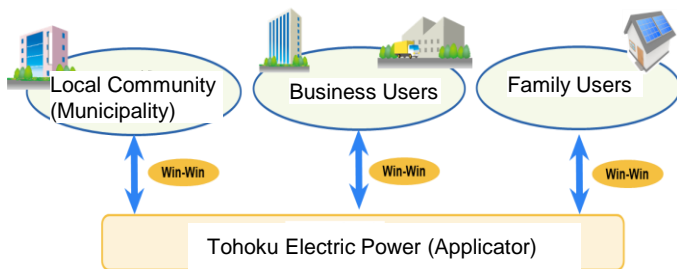 Local Community
(Municipality)
Business Users
Family Users
Win-Win
Win-Win
Win-Win
Tohoku Electric Power (Applicator)